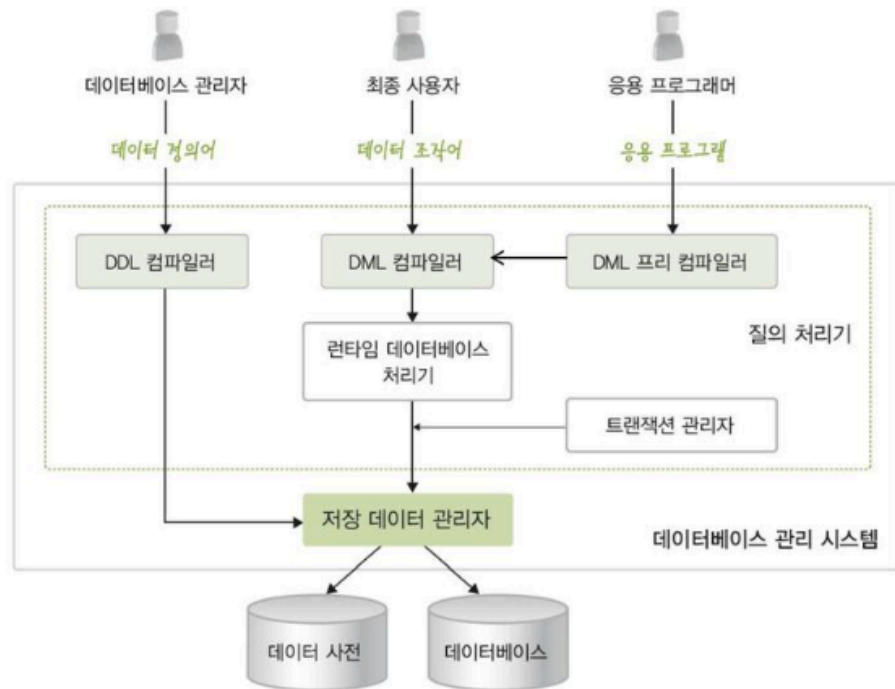 데이터베이스 관리자
최종 사용자
응용 프로그래머
데이터 정의어
데이터 조작어
응용 프로그램
DDL 컴파일러
DML 컴파일러
DML 프리 컴파일러
질의 처리기
런타임 데이터베이스
처리기
트랜잭션 관리자
저장 데이터 관리자
데이터베이스 관리 시스템
데이터 사전
데이터베이스